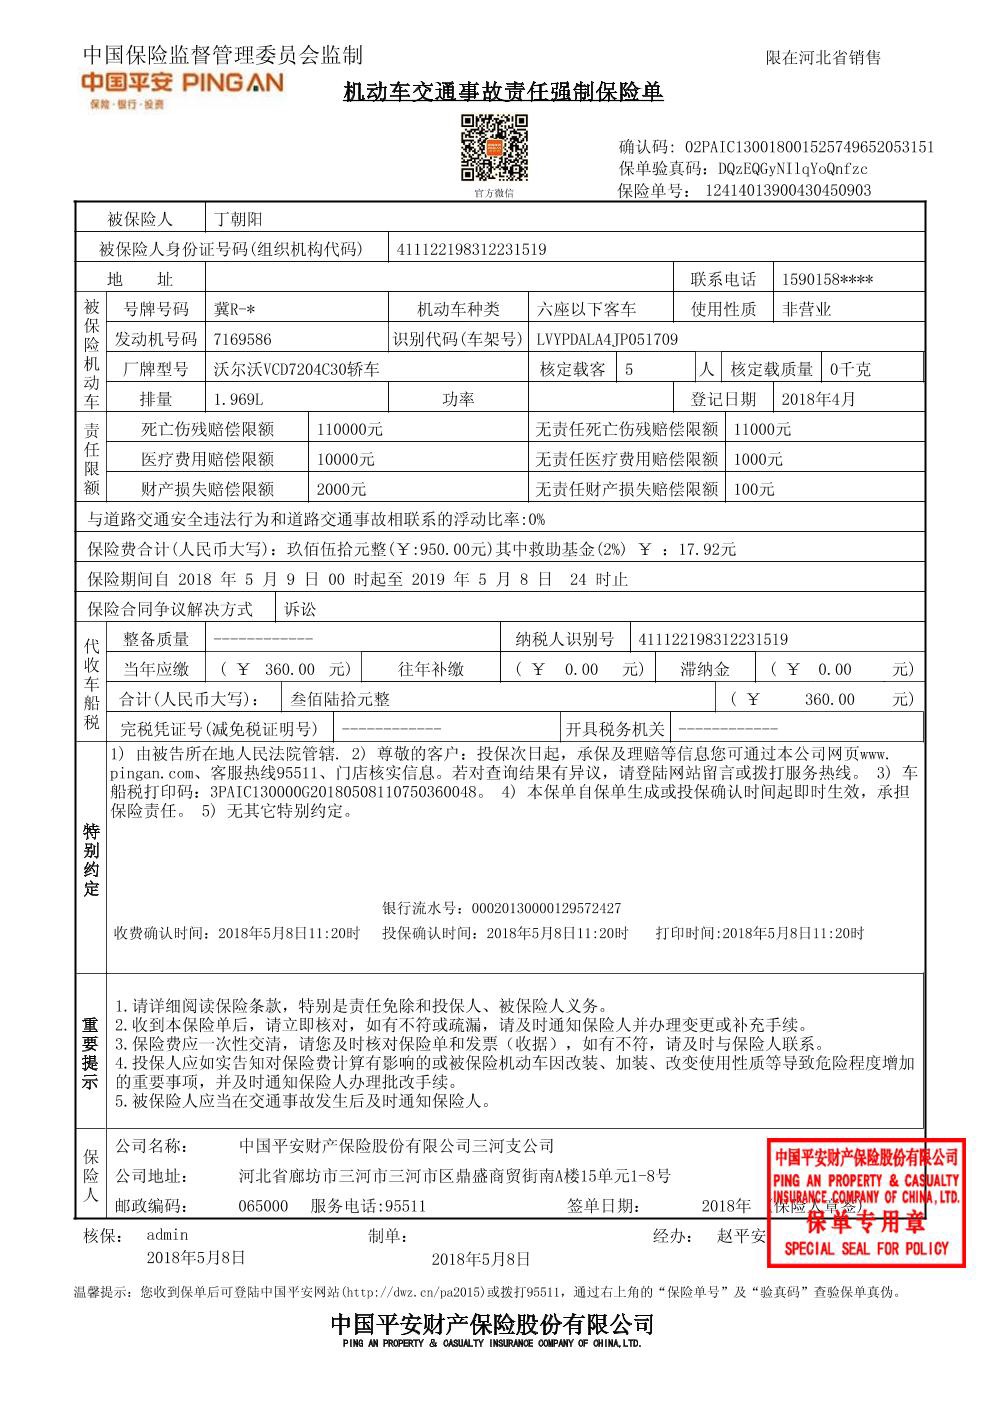 中国保险监督管理委员会监制
限在河北省销售
中国平安 PINGAN
保险·银行·投资
机动车交通事故责任强制保险单
官方微信
确认码: 02PAIC130018001525749652053151
保单验真码: DQzEQGyNIlqYoQnfzc
保险单号: 12414013900430450903
被保险人 丁朝阳
被保险人身份证号码(组织机构代码) 411122198312231519
地 址 联系电话 1590158****
被保险机动车
号牌号码 冀R-* 机动车种类 六座以下客车 使用性质 非营业
发动机号码 7169586 识别代码(车架号) LVYPDALA4JP051709
厂牌型号 沃尔沃VCD7204C30轿车 核定载客 5 人 核定载质量 0千克
排量 1.969L 功率 登记日期 2018年4月
责任限额
死亡伤残赔偿限额 110000元 无责任死亡伤残赔偿限额 11000元
医疗费用赔偿限额 10000元 无责任医疗费用赔偿限额 1000元
财产损失赔偿限额 2000元 无责任财产损失赔偿限额 100元
与道路交通安全违法行为和道路交通事故相联系的浮动比率:0%
保险费合计(人民币大写): 玖佰伍拾元整(￥:950.00元)其中救助基金(2%) ￥ : 17.92元
保险期间自 2018 年 5 月 9 日 00 时起至 2019 年 5 月 8 日 24 时止
保险合同争议解决方式 诉讼
代收车船税
整备质量 ------------ 纳税人识别号 411122198312231519
当年应缴 ( ￥ 360.00 元) 往年补缴 ( ￥ 0.00 元) 滞纳金 ( ￥ 0.00 元)
合计(人民币大写): 叁佰陆拾元整 ( ￥ 360.00 元)
完税凭证号(减免税证明号) ------------ 开具税务机关 ------------
特别约定
1) 由被告所在地人民法院管辖. 2) 尊敬的客户: 投保次日起, 承保及理赔等信息您可通过本公司网页www.
pingan.com、客服热线95511、门店核实信息。若对查询结果有异议, 请登陆网站留言或拨打服务热线。 3) 车
船税打印码: 3PAIC130000G20180508110750360048。 4) 本保单自保单生成或投保确认时间起即时生效, 承担
保险责任。 5) 无其它特别约定。
银行流水号: 00020130000129572427
收费确认时间: 2018年5月8日11:20时 投保确认时间: 2018年5月8日11:20时 打印时间:2018年5月8日11:20时
重要提示
1.请详细阅读保险条款, 特别是责任免除和投保人、被保险人义务。
2.收到本保险单后, 请立即核对, 如有不符或疏漏, 请及时通知保险人并办理变更或补充手续。
3.保险费应一次性交清, 请您及时核对保险单和发票 (收据) , 如有不符, 请及时与保险人联系。
4.投保人应如实告知对保险费计算有影响的或被保险机动车因改装、加装、改变使用性质等导致危险程度增加
的重要事项, 并及时通知保险人办理批改手续。
5.被保险人应当在交通事故发生后及时通知保险人。
保险人
公司名称: 中国平安财产保险股份有限公司三河支公司
公司地址: 河北省廊坊市三河市三河市区鼎盛商贸街南A楼15单元1-8号
邮政编码: 065000 服务电话:95511 签单日期: 2018年 (保险人章签)
中国平安财产保险股份有限公司
PING AN PROPERTY & CASUALTY
INSURANCE COMPANY OF CHINA,LTD.
保单专用章
SPECIAL SEAL FOR POLICY
核保: admin 制单: 经办: 赵平安
2018年5月8日 2018年5月8日
温馨提示: 您收到保单后可登陆中国平安网站(http://dwz.cn/pa2015)或拨打95511, 通过右上角的“保险单号”及“验真码”查验保单真伪。
中国平安财产保险股份有限公司
PING AN PROPERTY & CASUALTY INSURANCE COMPANY OF CHINA,LTD.